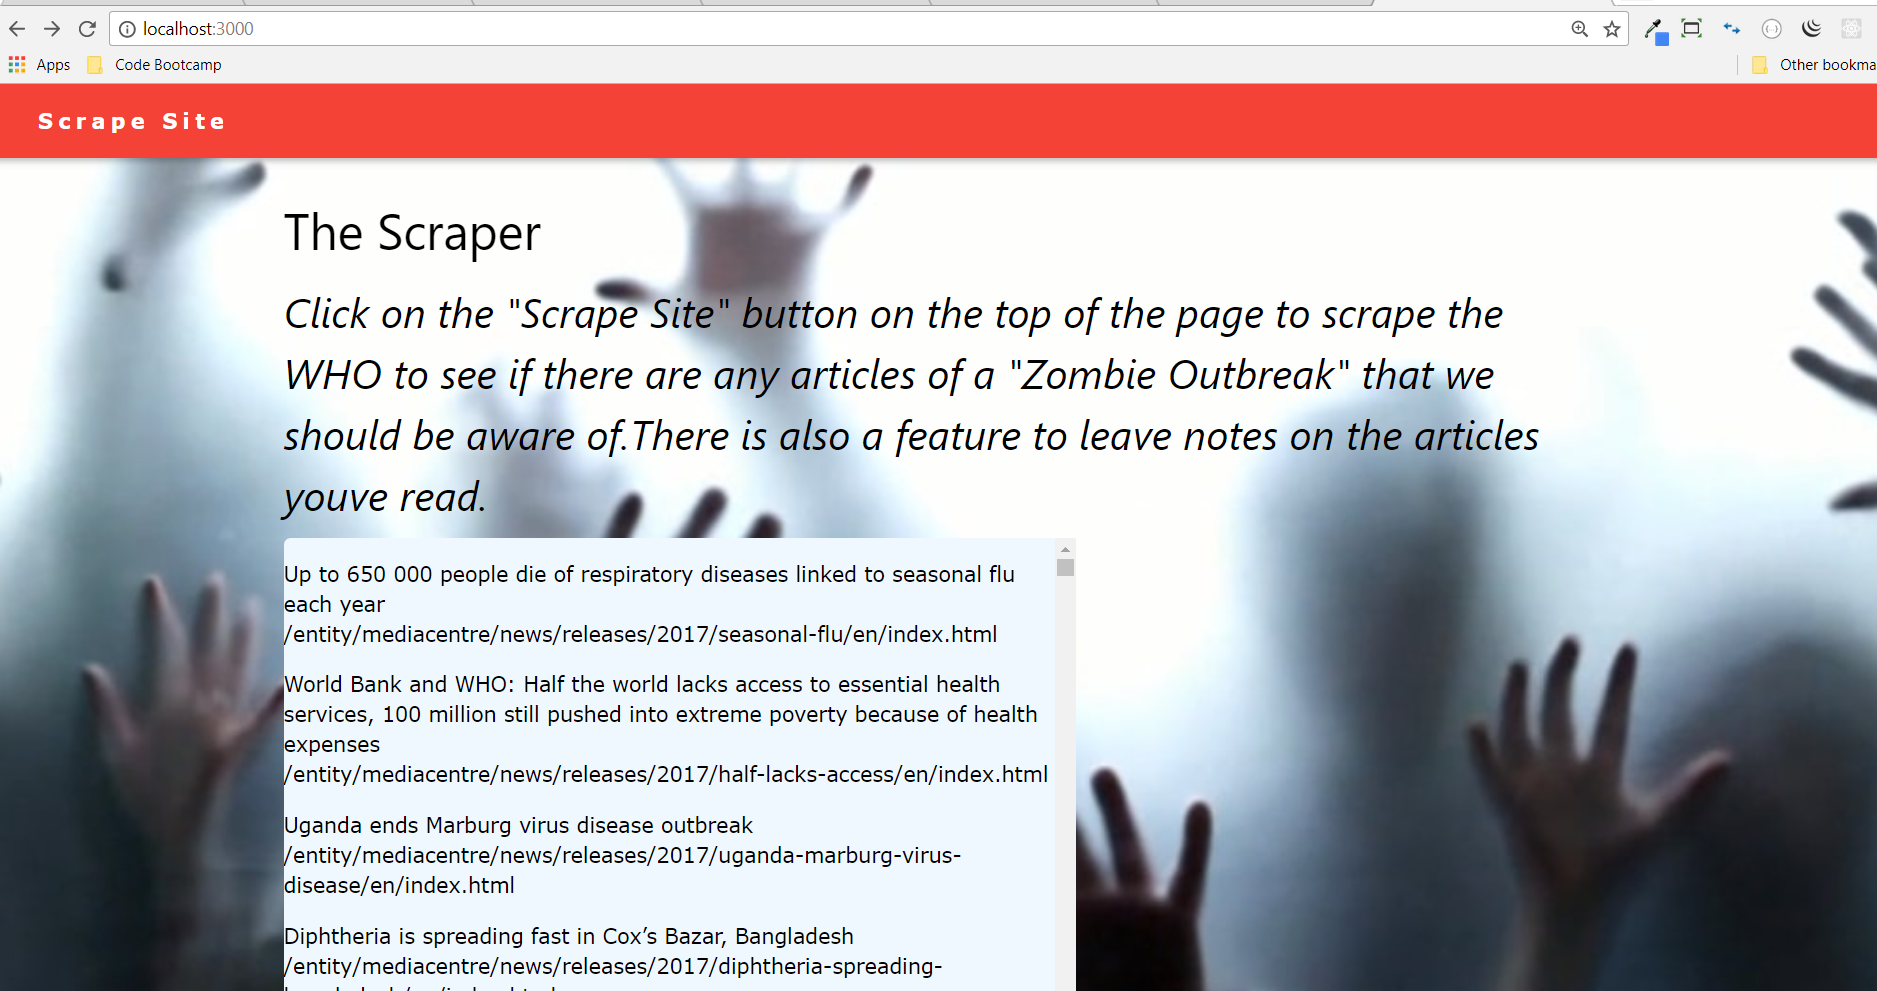 localhost:3000
Apps
Code Bootcamp
Other bookma
Scrape Site
The Scraper
Click on the "Scrape Site" button on the top of the page to scrape the
WHO to see if there are any articles of a "Zombie Outbreak" that we
should be aware of.There is also a feature to leave notes on the articles
youve read.
Up to 650 000 people die of respiratory diseases linked to seasonal flu
each year
/entity/mediacentre/news/releases/2017/seasonal-flu/en/index.html
World Bank and WHO: Half the world lacks access to essential health
services, 100 million still pushed into extreme poverty because of health
expenses
/entity/mediacentre/news/releases/2017/half-lacks-access/en/index.html
Uganda ends Marburg virus disease outbreak
/entity/mediacentre/news/releases/2017/uganda-marburg-virus-
disease/en/index.html
Diphtheria is spreading fast in Cox’s Bazar, Bangladesh
/entity/mediacentre/news/releases/2017/diphtheria-spreading-